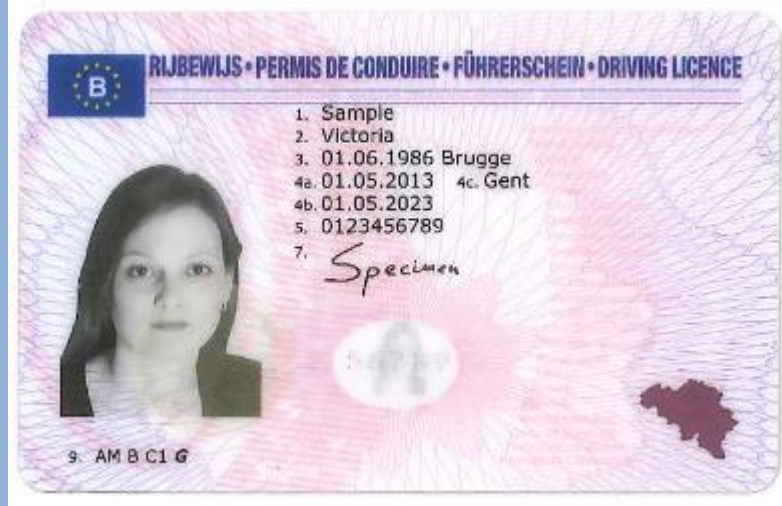 B
RIJBEWIJS • PERMIS DE CONDUIRE • FÜHRERSCHEIN • DRIVING LICENCE
1. Sample
2. Victoria
3. 01.06.1986 Brugge
4a. 01.05.2013 4c. Gent
4b. 01.05.2023
5. 0123456789
7. Specimen
9. AM B C1 G